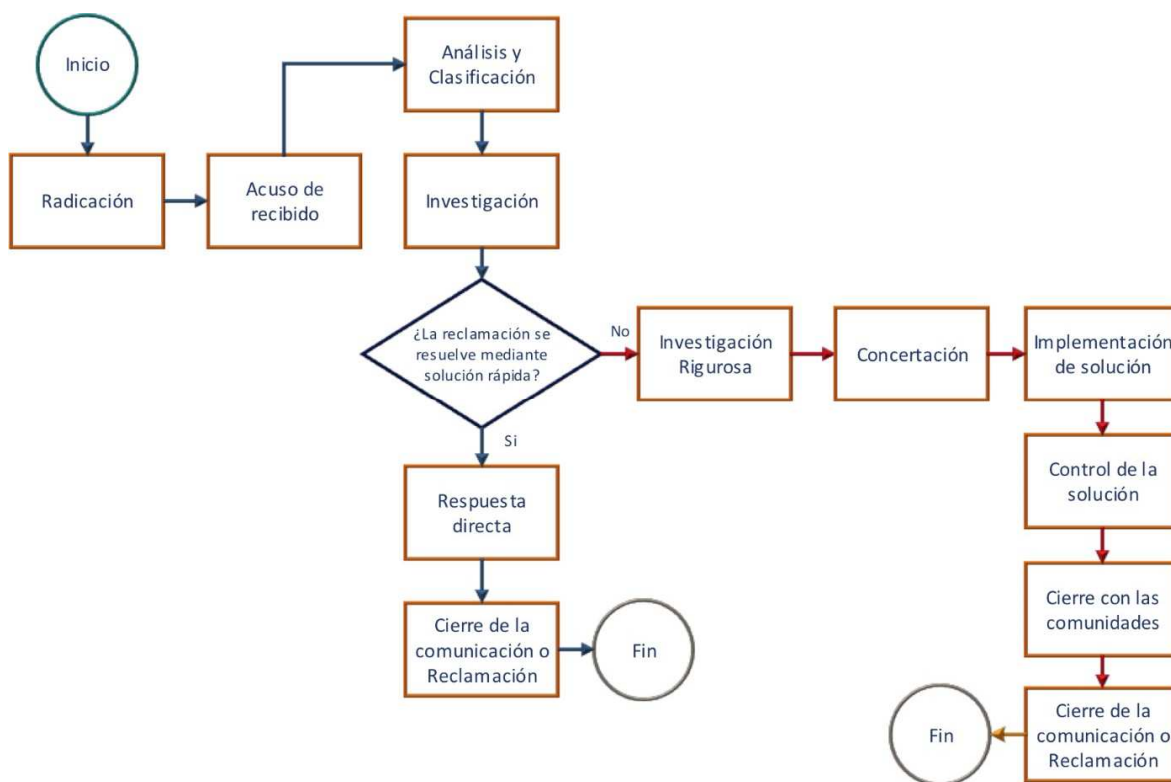 Inicio
Radicación
Acuso de
recibido
Análisis y
Clasificación
Investigación
¿La reclamación se
resuelve mediante
solución rápida?
No
Investigación
Rigurosa
Concertación
Implementación
de solución
Control de la
solución
Cierre con las
comunidades
Cierre de la
comunicación o
Reclamación
Fin
Si
Respuesta
directa
Cierre de la
comunicación o
Reclamación
Fin